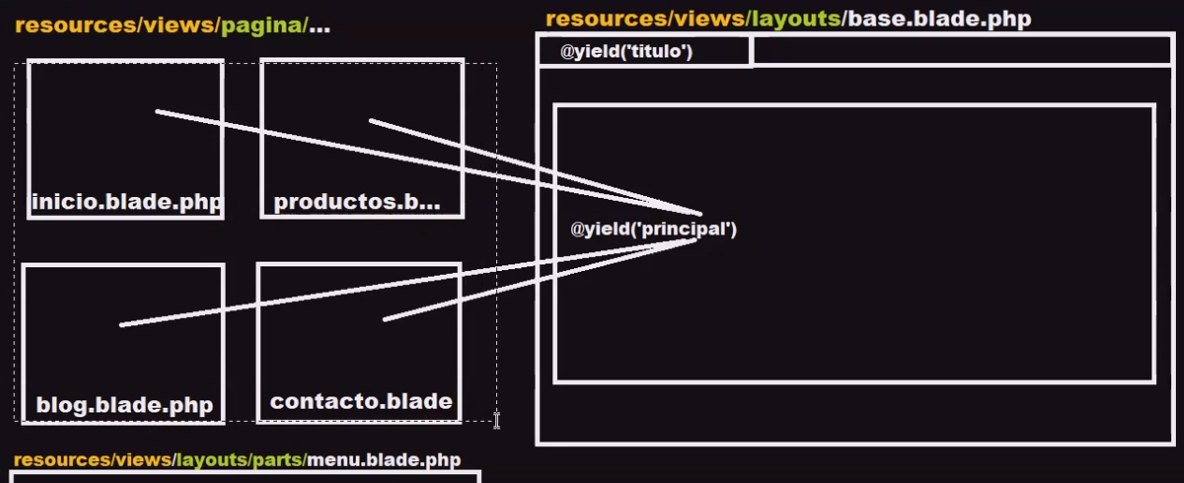 resources/views/pagina/...
inicio.blade.php
productos.b...
blog.blade.php
contacto.blade
resources/views/layouts/parts/menu.blade.php
resources/views/layouts/base.blade.php
@yield('titulo')
@yield('principal')